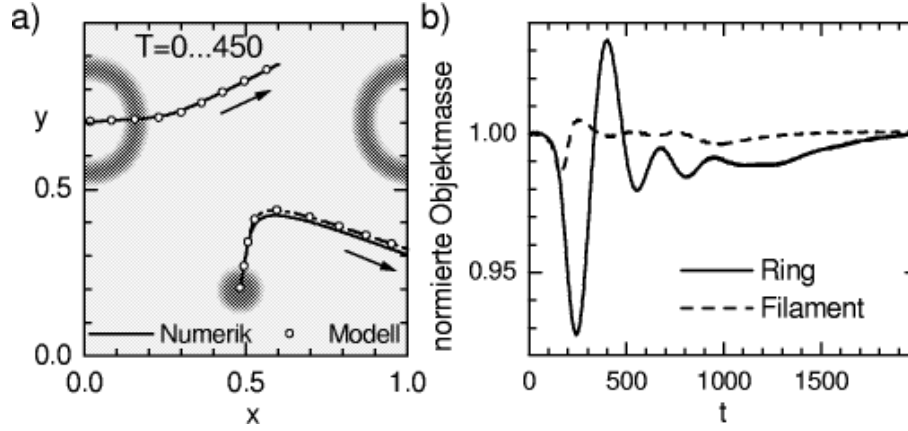 a)
T=0...450
y
0.5
0.0
Numerik
Modell
0.0
0.5
1.0
x
b)
normierte Objektmasse
1.00
0.95
Ring
Filament
0
500
1000
1500
t